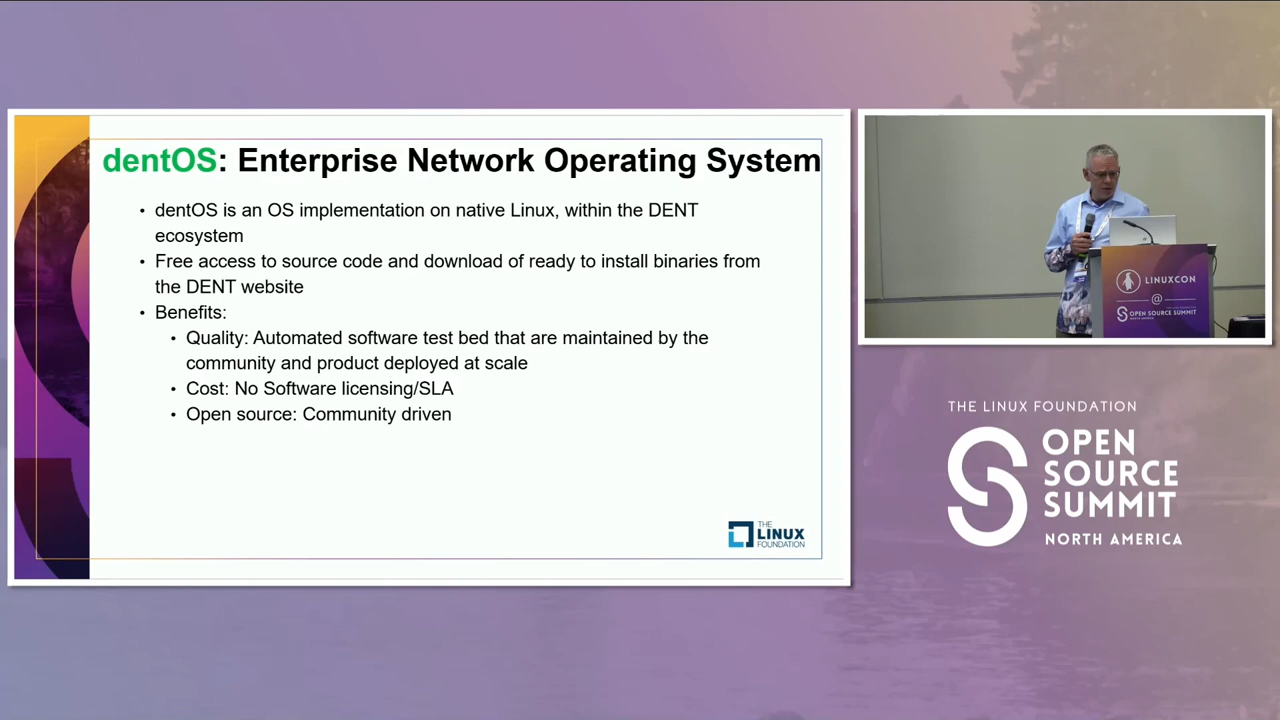 dentOS: Enterprise Network Operating System
• dentOS is an OS implementation on native Linux, within the DENT
ecosystem
• Free access to source code and download of ready to install binaries from
the DENT website
• Benefits:
• Quality: Automated software test bed that are maintained by the
community and product deployed at scale
• Cost: No Software licensing/SLA
• Open source: Community driven
THE
LINUX
FOUNDATION
LINUXCON
@
OPEN SOURCE SUMMIT
NORTH AMERICA
THE LINUX FOUNDATION
OPEN
SOURCE
SUMMIT
NORTH AMERICA